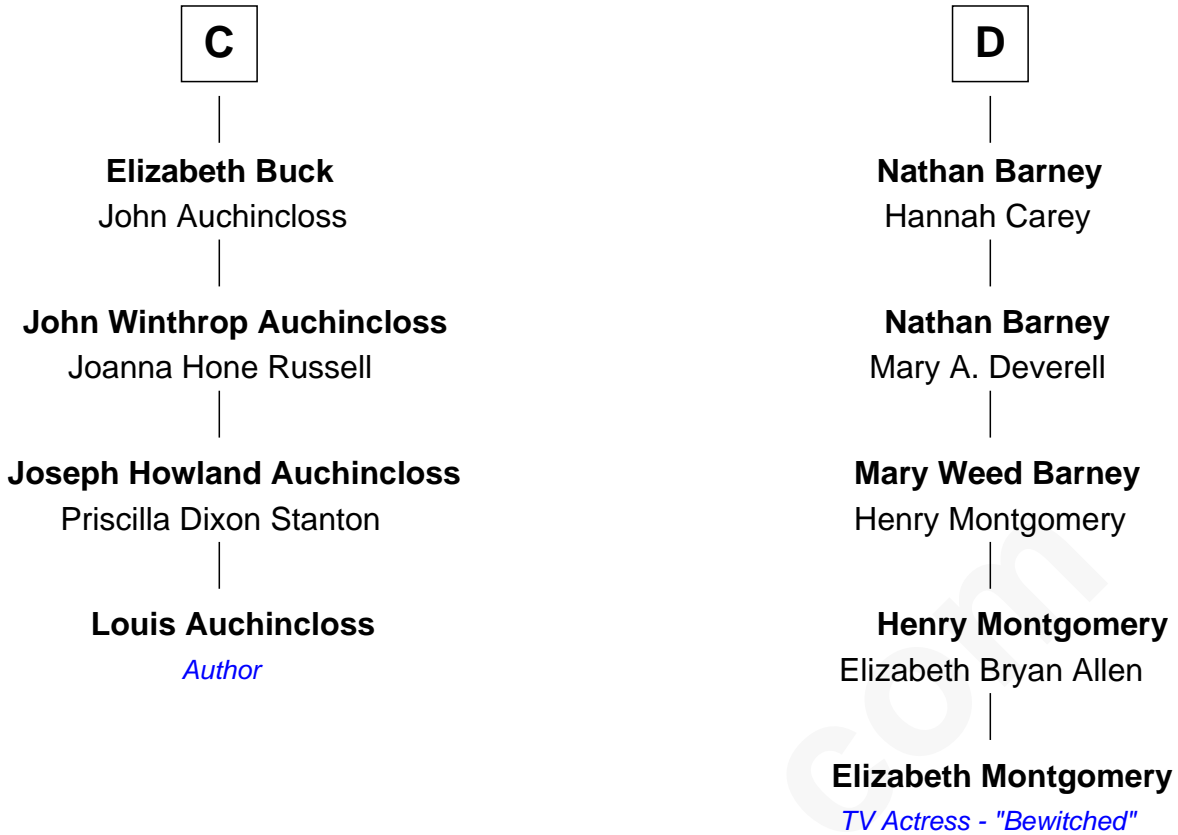 C
Elizabeth Buck
John Auchincloss
John Winthrop Auchincloss
Joanna Hone Russell
Joseph Howland Auchincloss
Priscilla Dixon Stanton
Louis Auchincloss
Author
D
Nathan Barney
Hannah Carey
Nathan Barney
Mary A. Deverell
Mary Weed Barney
Henry Montgomery
Henry Montgomery
Elizabeth Bryan Allen
Elizabeth Montgomery
TV Actress - "Bewitched"
com